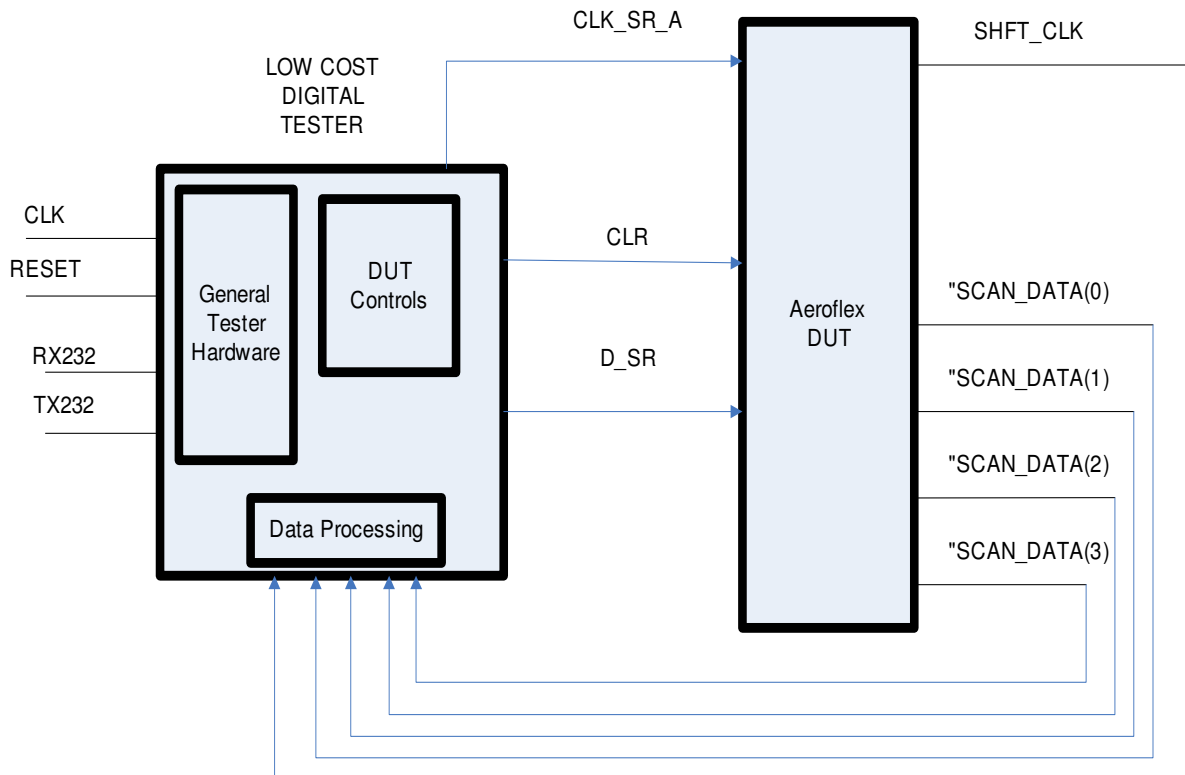 CLK_SR_A
SHFT_CLK
LOW COST
DIGITAL
TESTER
CLK
RESET
RX232
TX232
General
Tester
Hardware
DUT
Controls
Data Processing
CLR
D_SR
Aeroflex
DUT
"SCAN_DATA(0)
"SCAN_DATA(1)
"SCAN_DATA(2)
"SCAN_DATA(3)